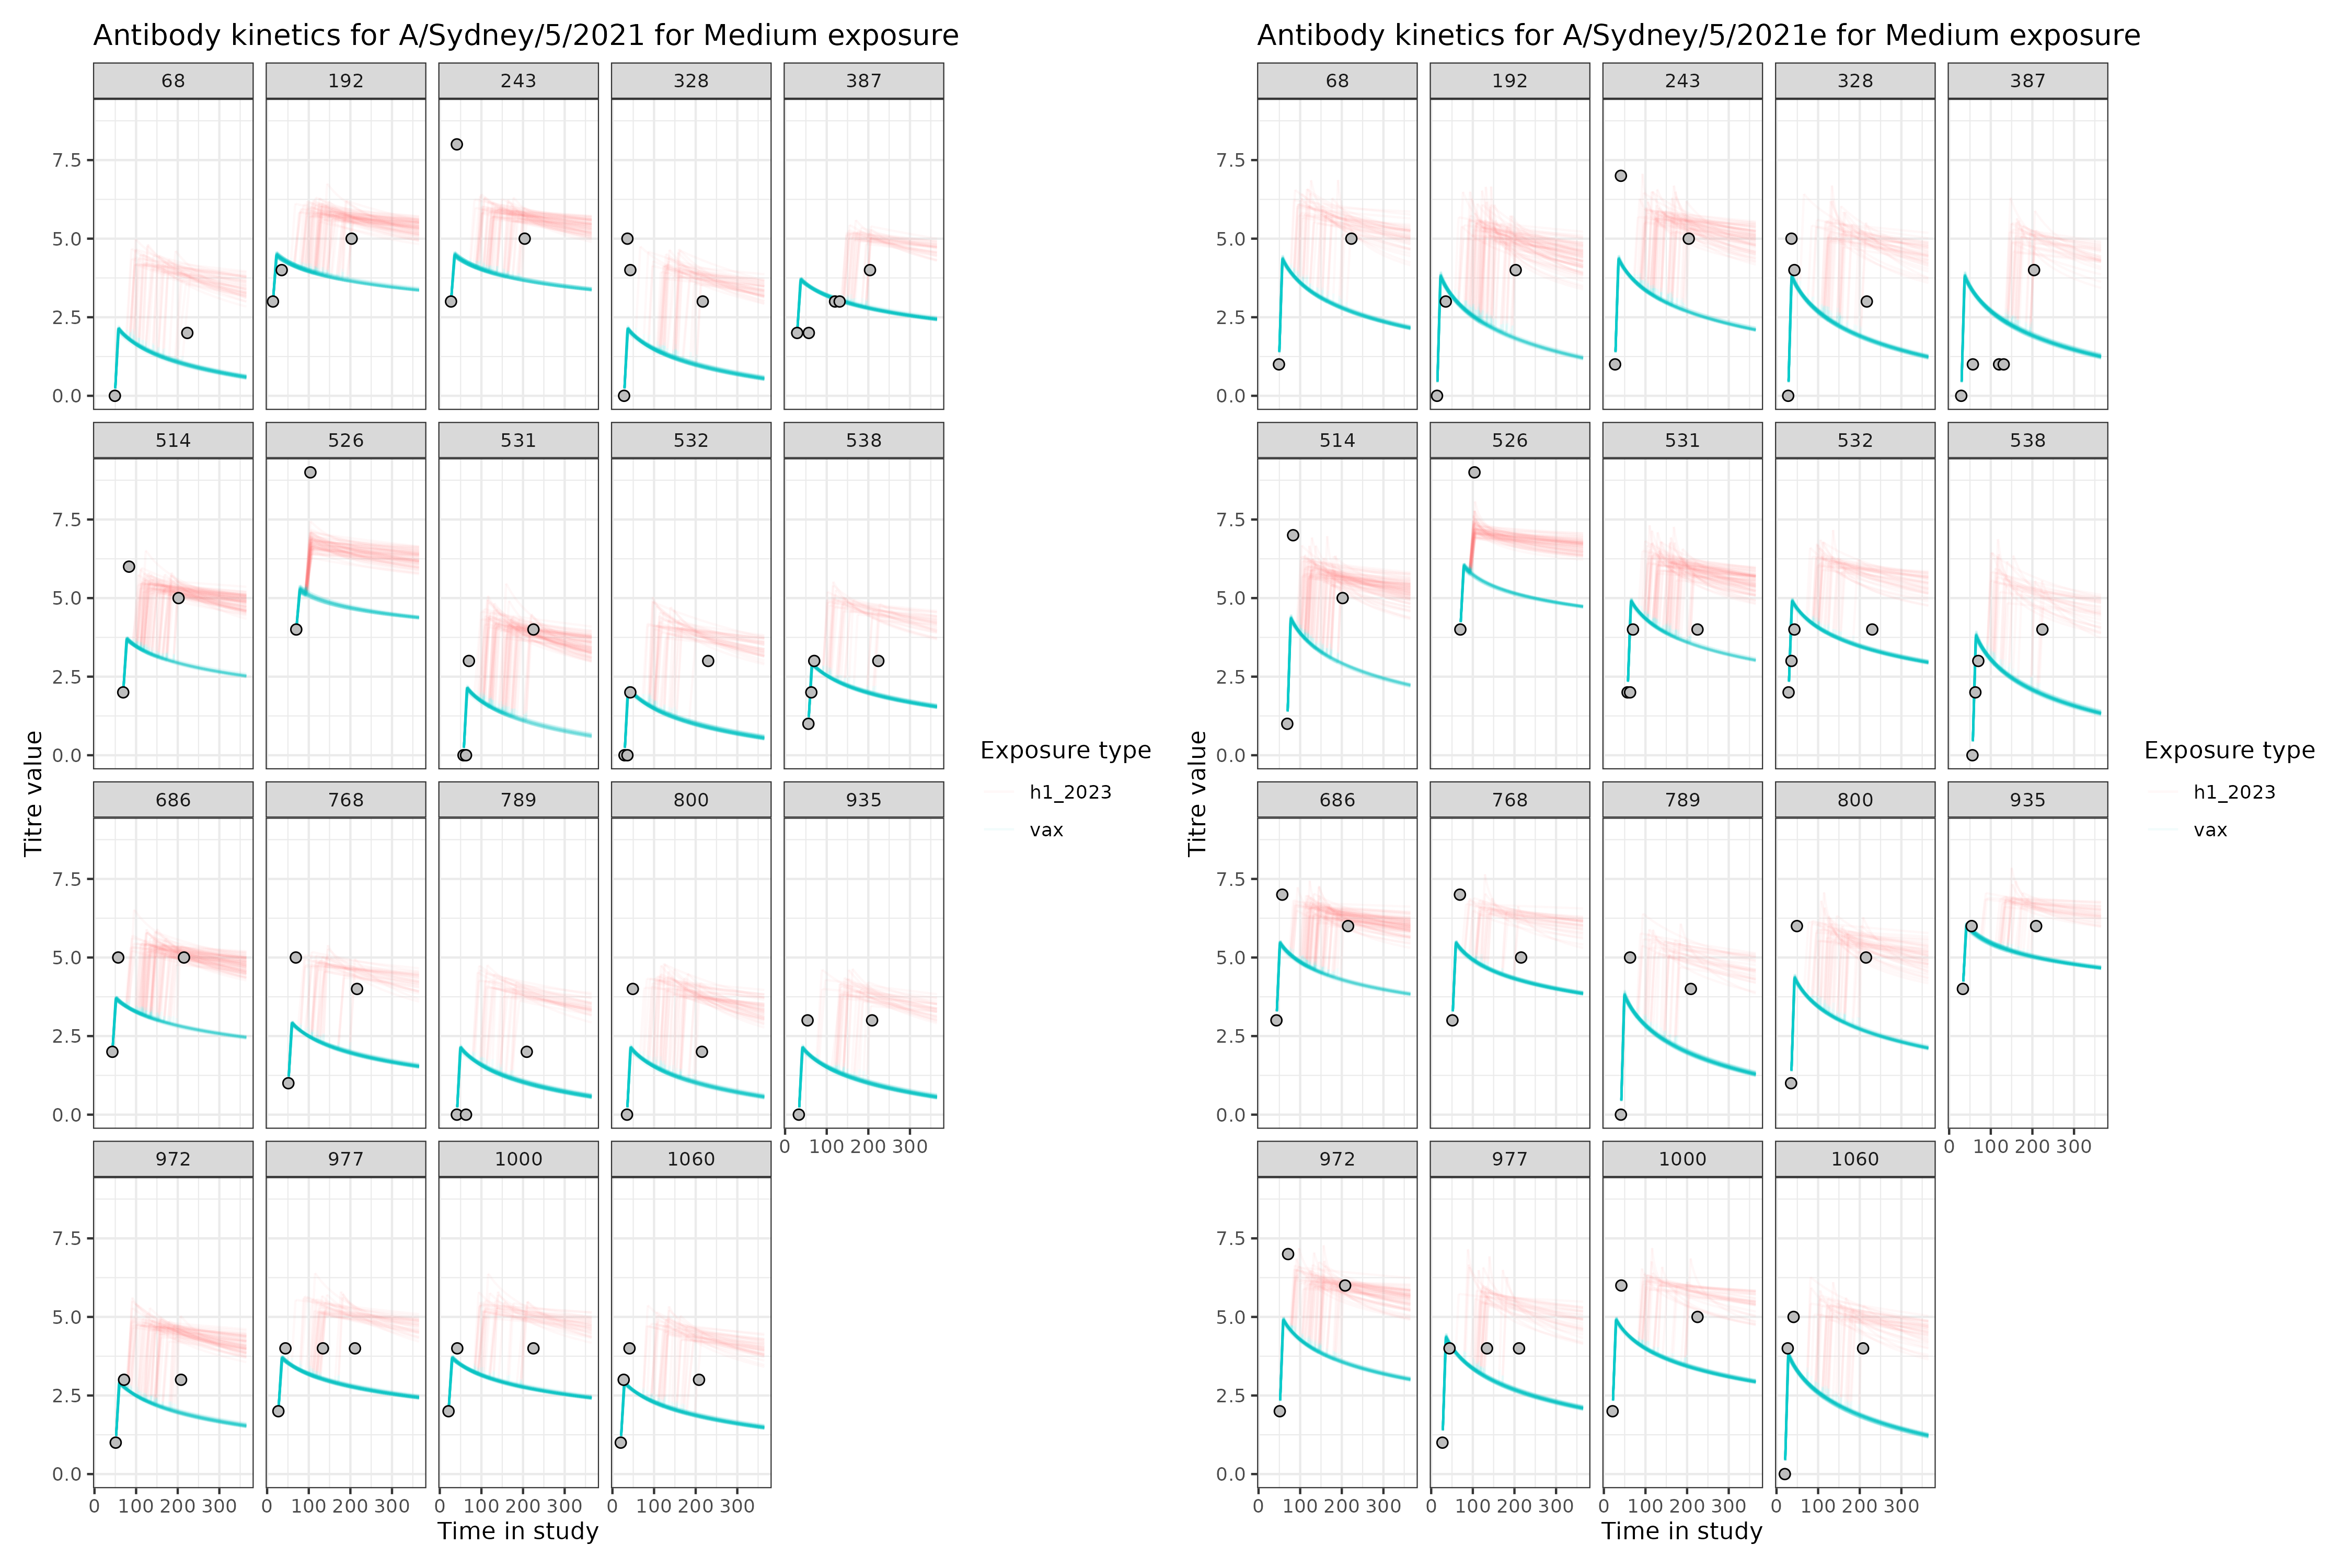 Antibody kinetics for A/Sydney/5/2021 for Medium exposure
68 192 243 328 387
7.5
5.0
2.5
0.0
514 526 531 532 538
7.5
5.0
2.5
0.0
686 768 789 800 935
7.5
5.0
2.5
0.0
0 100 200 300
972 977 1000 1060
7.5
5.0
2.5
0.0
0 100 200 300 0 100 200 300 0 100 200 300 0 100 200 300
Time in study
Titre value
Exposure type
h1_2023
vax
Antibody kinetics for A/Sydney/5/2021e for Medium exposure
68 192 243 328 387
7.5
5.0
2.5
0.0
514 526 531 532 538
7.5
5.0
2.5
0.0
686 768 789 800 935
7.5
5.0
2.5
0.0
0 100 200 300
972 977 1000 1060
7.5
5.0
2.5
0.0
0 100 200 300 0 100 200 300 0 100 200 300 0 100 200 300
Time in study
Titre value
Exposure type
h1_2023
vax